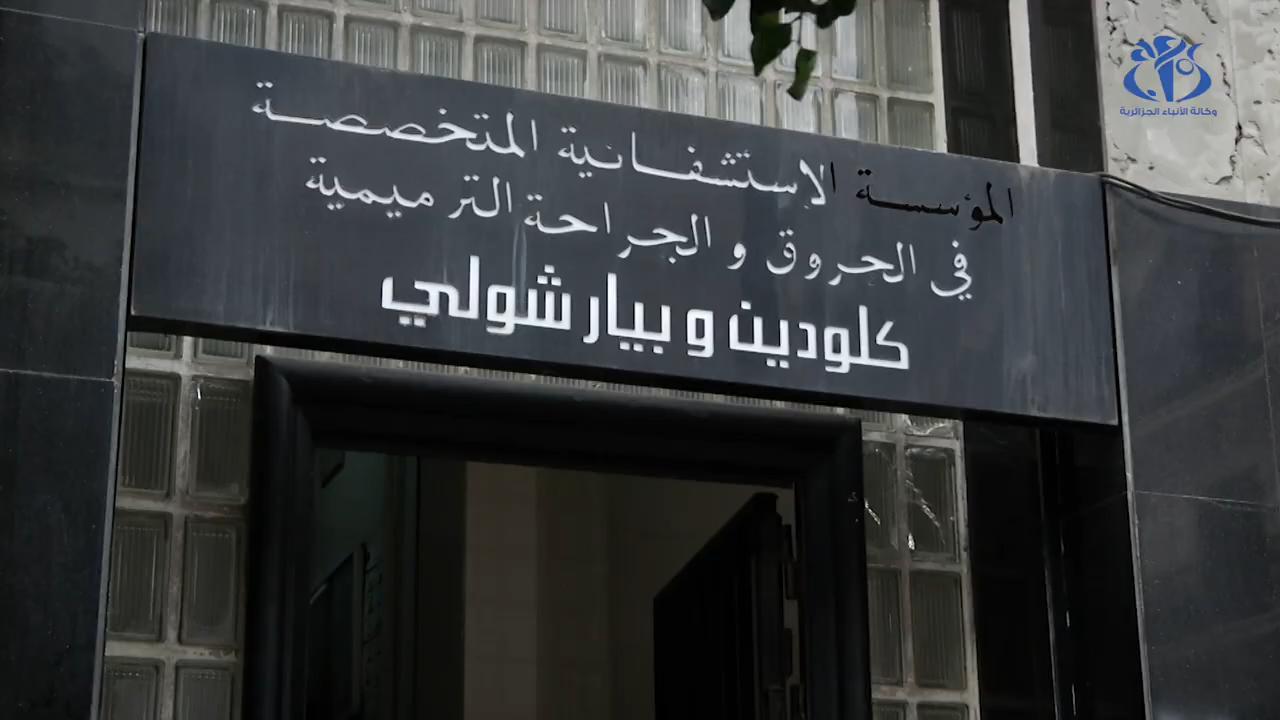 المؤسسة الاستشفائية المتخصصة
في الحروق و الجراحة الترميمية
كلودين و بيار شولي
وكالة الأنباء الجزائرية